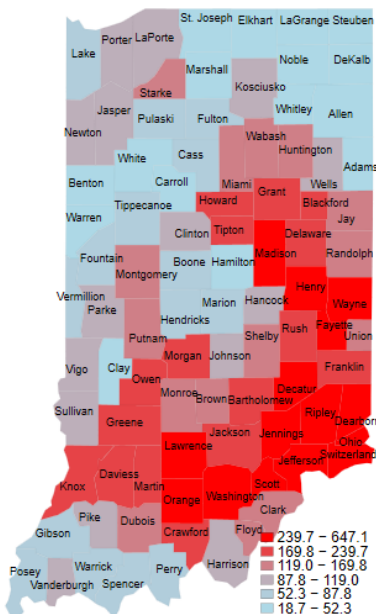 St. Joseph Elkhart LaGrange Steuben
Porter LaPorte
Lake
Noble
DeKalb
Marshall
Starke
Kosciusko
Jasper
Pulaski
Fulton
Whitley
Allen
Newton
Wabash
Huntington
White
Cass
Miami
Wells
Adams
Benton
Carroll
Howard
Grant
Blackford
Warren
Tippecanoe
Jay
Clinton
Tipton
Delaware
Madison
Randolph
Fountain
Boone
Hamilton
Montgomery
Henry
Wayne
Vermillion
Parke
Marion
Hancock
Hendricks
Fayette
Union
Putnam
Shelby
Rush
Vigo
Clay
Morgan
Johnson
Franklin
Owen
Decatur
Sullivan
Monroe
Brown
Bartholomew
Ripley
Dearborn
Greene
Jennings
Ohio
Lawrence
Jackson
Jefferson
Switzerland
Knox
Daviess
Martin
Scott
Orange
Washington
Clark
Gibson
Pike
Dubois
Crawford
Floyd
Posey
Warrick
Perry
Harrison
Vanderburgh
Spencer
239.7 – 647.1
169.8 – 239.7
119.0 – 169.8
87.8 – 119.0
52.3 – 87.8
18.7 – 52.3